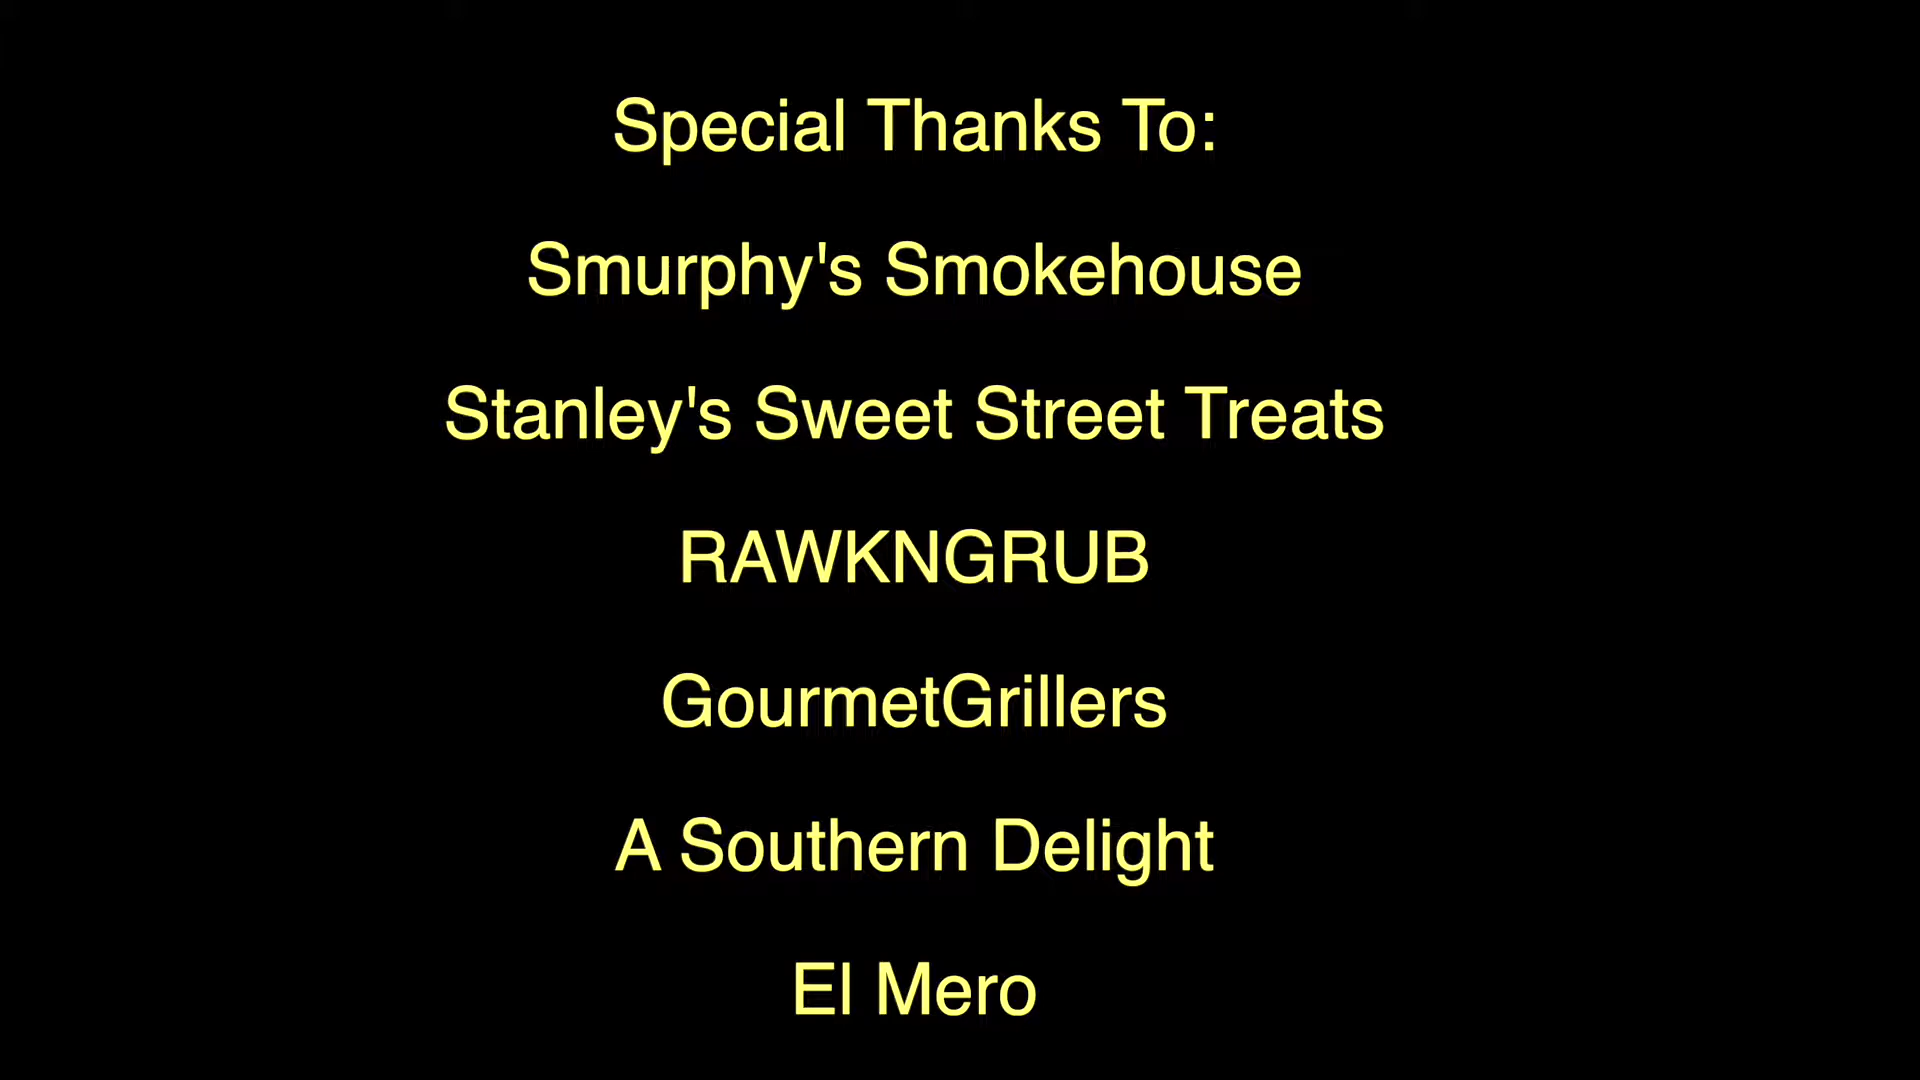 Special Thanks To:
Smurphy's Smokehouse
Stanley's Sweet Street Treats
RAWKNGRUB
GourmetGrillers
A Southern Delight
El Mero